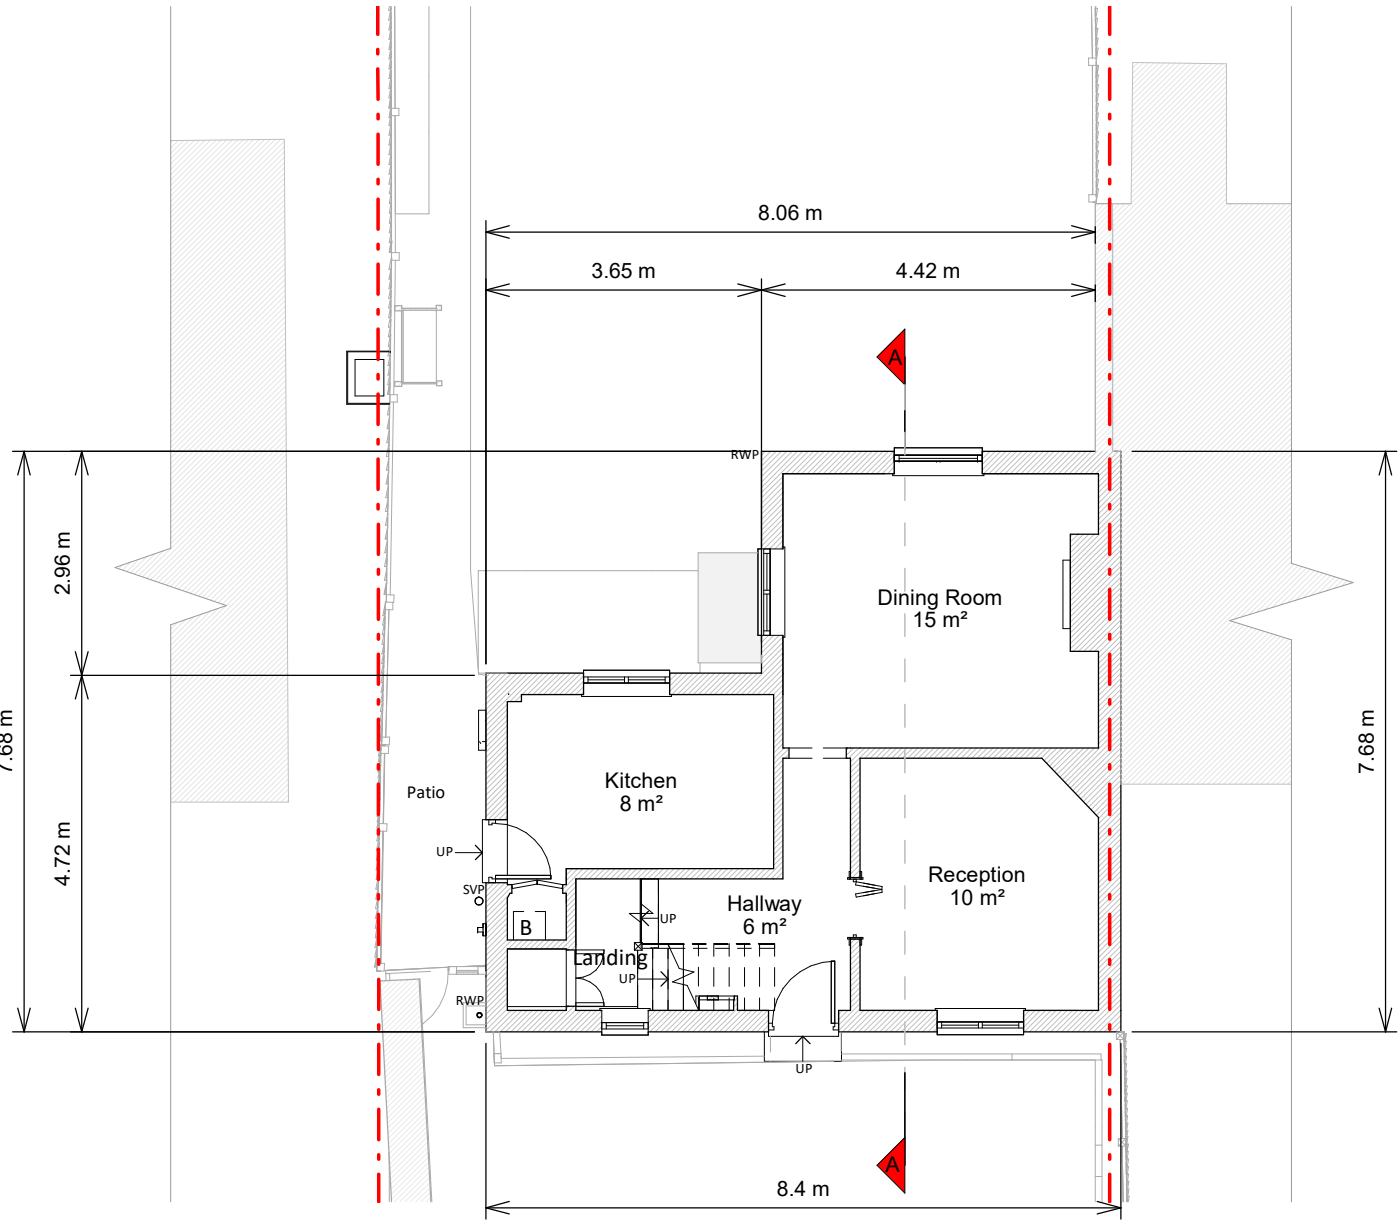 8.06 m
3.65 m
4.42 m
A
RWP
2.96 m
Dining Room
15 m²
7.68 m
7.68 m
Kitchen
8 m²
Patio
4.72 m
UP
SVP
Reception
10 m²
Hallway
6 m²
UP
B
Landing
UP
RWP
UP
A
8.4 m